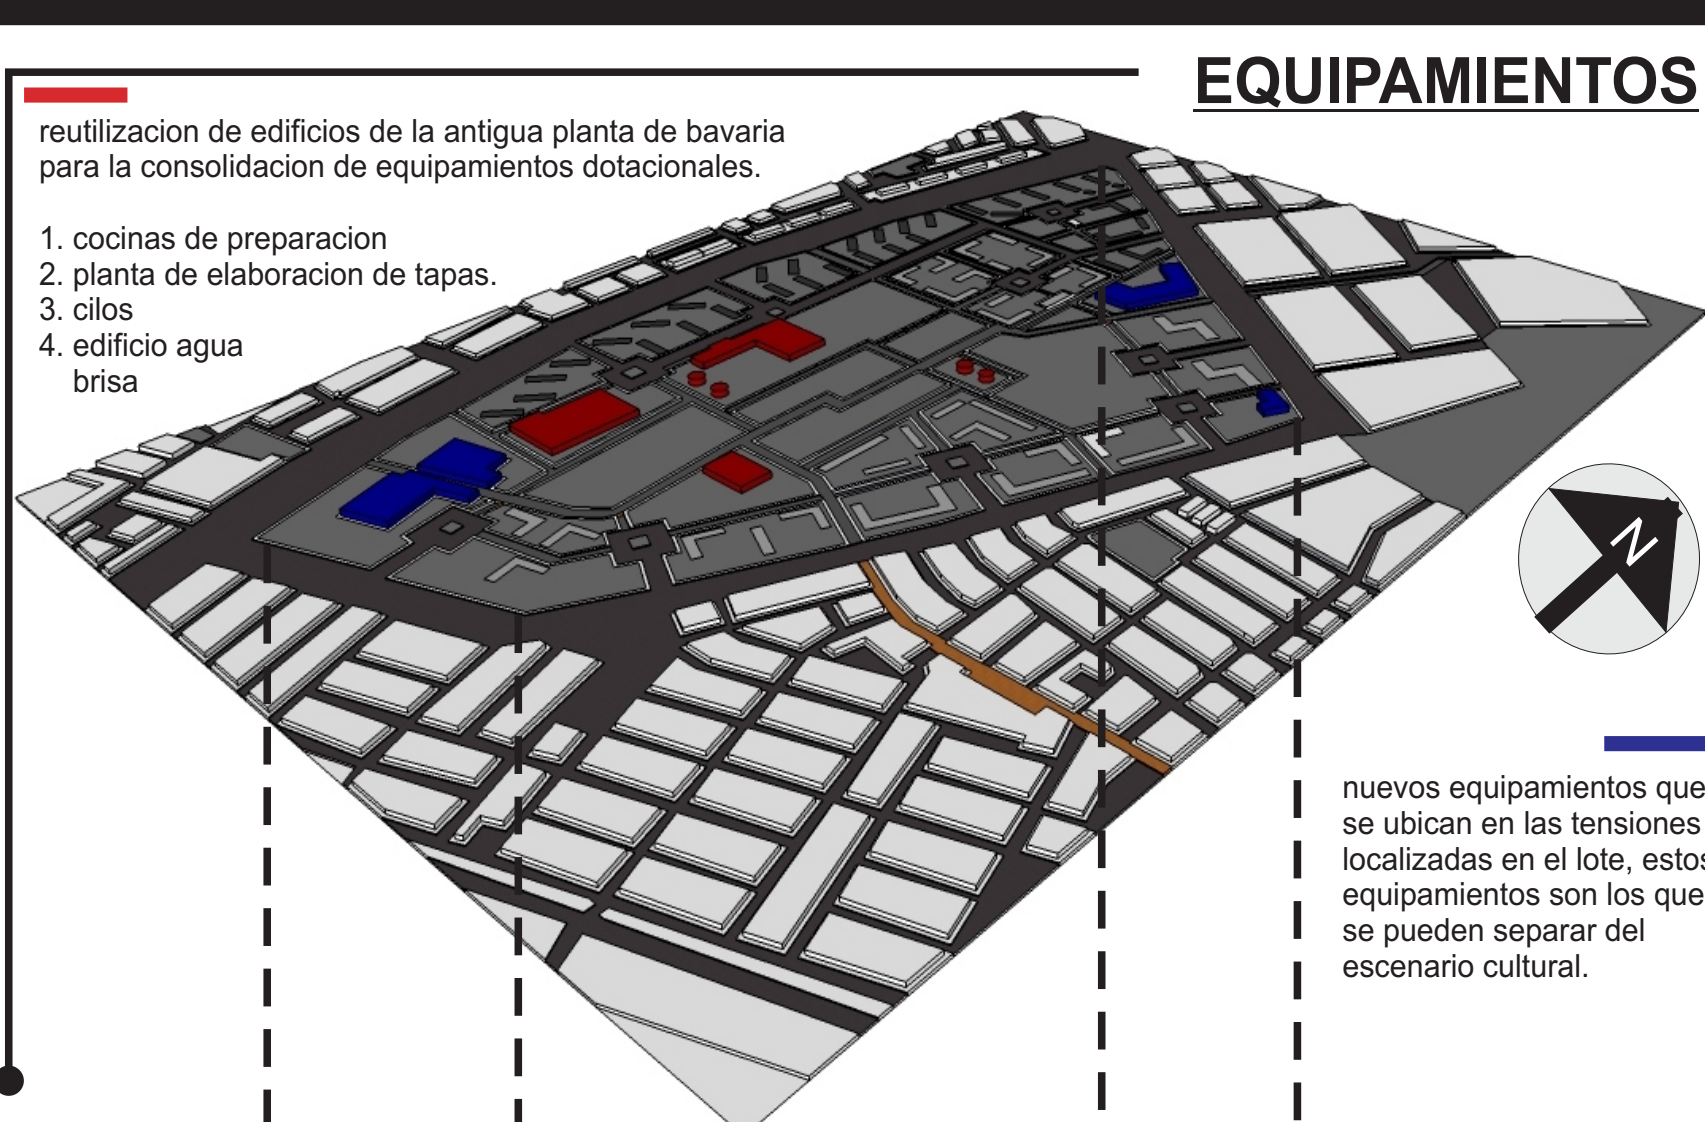 EQUIPAMIENTOS
reutilizacion de edificios de la antigua planta de bavaria
para la consolidacion de equipamientos dotacionales.
1. cocinas de preparacion
2. planta de elaboracion de tapas.
3. cilos
4. edificio agua
brisa
N
nuevos equipamientos que
se ubican en las tensiones
localizadas en el lote, estos
equipamientos son los que
se pueden separar del
escenario cultural.